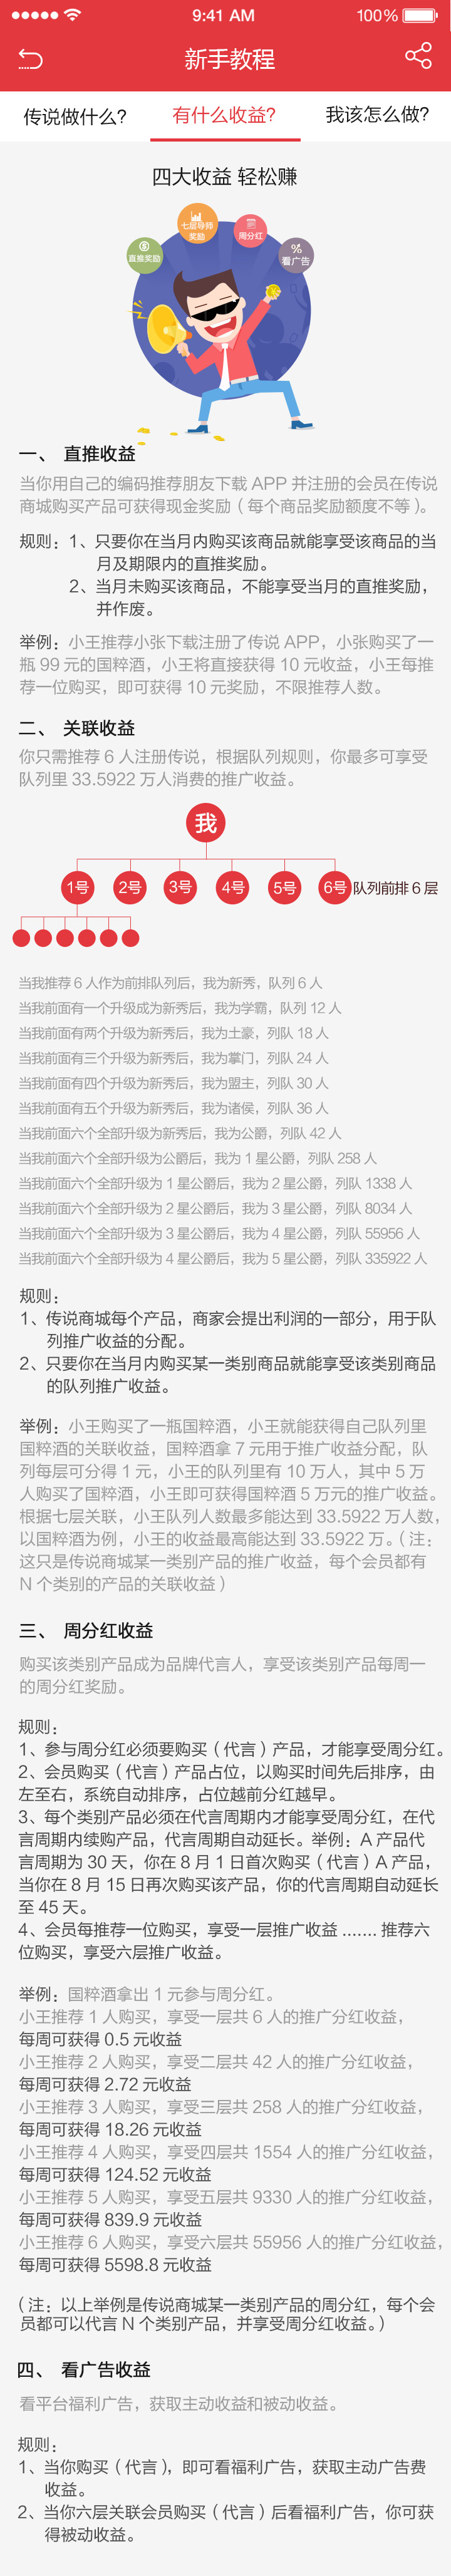 9:41 AM
100%
新手教程
传说做什么?
有什么收益?
我该怎么做?
四大收益 轻松赚
七层导师
奖励
周分红
直推奖励
%
看广告
一、 直推收益
当你用自己的编码推荐朋友下载 APP 并注册的会员在传说
商城购买产品可获得现金奖励（每个商品奖励额度不等）。
规则：1、只要你在当月内购买该商品就能享受该商品的当
月及期限内的直推奖励。
2、当月未购买该商品，不能享受当月的直推奖励，
并作废。
举例：小王推荐小张下载注册了传说 APP，小张购买了一
瓶 99 元的国粹酒，小王将直接获得 10 元收益，小王每推
荐一位购买，即可获得 10 元奖励，不限推荐人数。
二、 关联收益
你只需推荐 6 人注册传说，根据队列规则，你最多可享受
队列里 33.5922 万人消费的推广收益。
我
1号
2号
3号
4号
5号
6号
队列前排 6 层
当我推荐 6 人作为前排队列后，我为新秀，队列 6 人
当我前面有一个升级成为新秀后，我为学霸，队列 12 人
当我前面有两个升级为新秀后，我为土豪，列队 18 人
当我前面有三个升级为新秀后，我为掌门，列队 24 人
当我前面有四个升级为新秀后，我为盟主，列队 30 人
当我前面有五个升级为新秀后，我为诸侯，列队 36 人
当我前面六个全部升级为新秀后，我为公爵，列队 42 人
当我前面六个全部升级为公爵后，我为 1 星公爵，列队 258 人
当我前面六个全部升级为 1 星公爵后，我为 2 星公爵，列队 1338 人
当我前面六个全部升级为 2 星公爵后，我为 3 星公爵，列队 8034 人
当我前面六个全部升级为 3 星公爵后，我为 4 星公爵，列队 55956 人
当我前面六个全部升级为 4 星公爵后，我为 5 星公爵，列队 335922 人
规则：
1、传说商城每个产品，商家会提出利润的一部分，用于队
列推广收益的分配。
2、只要你在当月内购买某一类别商品就能享受该类别商品
的队列推广收益。
举例：小王购买了一瓶国粹酒，小王就能获得自己队列里
国粹酒的关联收益，国粹酒拿 7 元用于推广收益分配，队
列每层可分得 1 元，小王的队列里有 10 万人，其中 5 万
人购买了国粹酒，小王即可获得国粹酒 5 万元的推广收益。
根据七层关联，小王队列人数最多能达到 33.5922 万人数，
以国粹酒为例，小王的收益最高能达到 33.5922 万。（注：
这只是传说商城某一类别产品的推广收益，每个会员都有
N 个类别的产品的关联收益）
三、 周分红收益
购买该类别产品成为品牌代言人，享受该类别产品每周一
的周分红奖励。
规则：
1、参与周分红必须要购买（代言）产品，才能享受周分红。
2、会员购买（代言）产品占位，以购买时间先后排序，由
左至右，系统自动排序，占位越前分红越早。
3、每个类别产品必须在代言周期内才能享受周分红，在代
言周期内续购产品，代言周期自动延长。举例：A 产品代
言周期为 30 天，你在 8 月 1 日首次购买（代言）A 产品，
当你在 8 月 15 日再次购买该产品，你的代言周期自动延长
至 45 天。
4、会员每推荐一位购买，享受一层推广收益 ....... 推荐六
位购买，享受六层推广收益。
举例：国粹酒拿出 1 元参与周分红。
小王推荐 1 人购买，享受一层共 6 人的推广分红收益，
每周可获得 0.5 元收益
小王推荐 2 人购买，享受二层共 42 人的推广分红收益，
每周可获得 2.72 元收益
小王推荐 3 人购买，享受三层共 258 人的推广分红收益，
每周可获得 18.26 元收益
小王推荐 4 人购买，享受四层共 1554 人的推广分红收益，
每周可获得 124.52 元收益
小王推荐 5 人购买，享受五层共 9330 人的推广分红收益，
每周可获得 839.9 元收益
小王推荐 6 人购买，享受六层共 55956 人的推广分红收益，
每周可获得 5598.8 元收益
（注：以上举例是传说商城某一类别产品的周分红，每个会
员都可以代言 N 个类别产品，并享受周分红收益。）
四、 看广告收益
看平台福利广告，获取主动收益和被动收益。
规则：
1、当你购买（代言），即可看福利广告，获取主动广告费
收益。
2、当你六层关联会员购买（代言）后看福利广告，你可获
得被动收益。